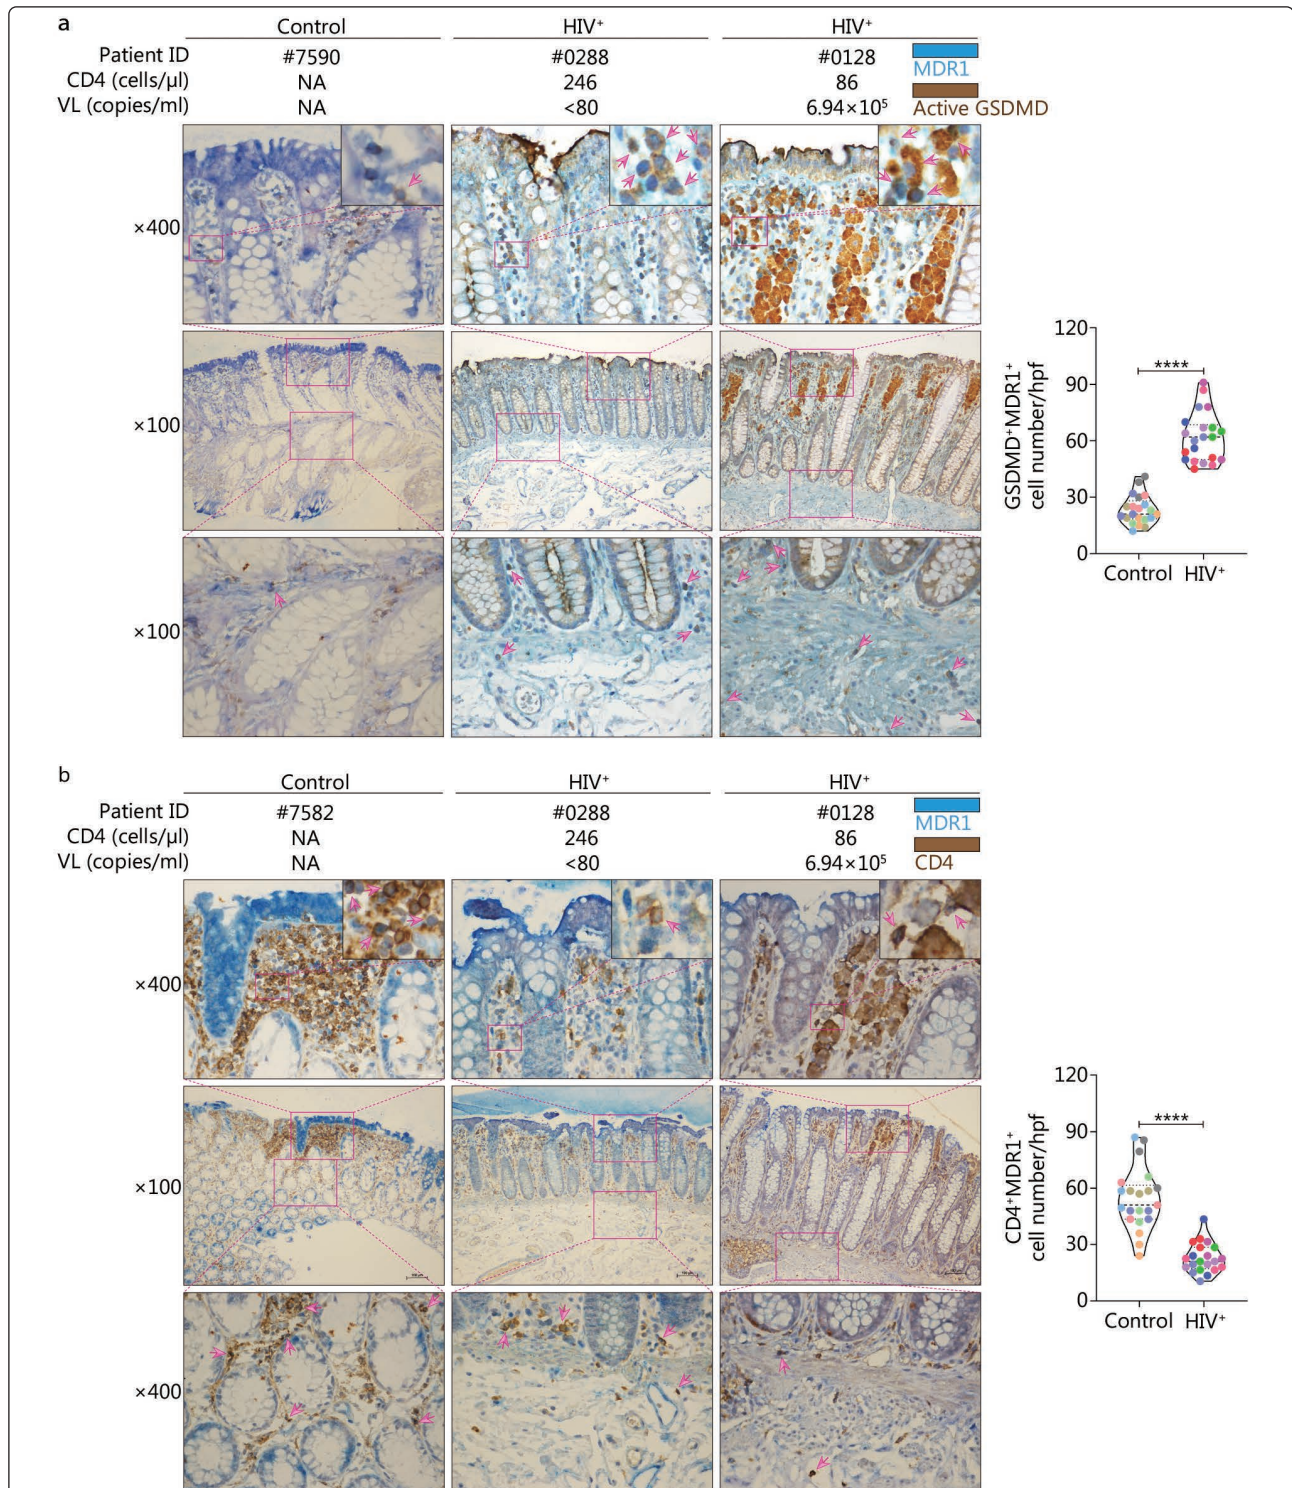 a
Control HIV⁺ HIV⁺
Patient ID #7590 #0288 #0128
CD4 (cells/μl) NA 246 86 MDR1
VL (copies/ml) NA <80 6.94×10⁵ Active GSDMD
×400
×100
×100
GSDMD⁺MDR1⁺
cell number/hpf
120
90
60
30
0
****
Control HIV⁺
b
Control HIV⁺ HIV⁺
Patient ID #7582 #0288 #0128
CD4 (cells/μl) NA 246 86 MDR1
VL (copies/ml) NA <80 6.94×10⁵ CD4
×400
×100
×400
CD4⁺MDR1⁺
cell number/hpf
120
90
60
30
0
****
Control HIV⁺